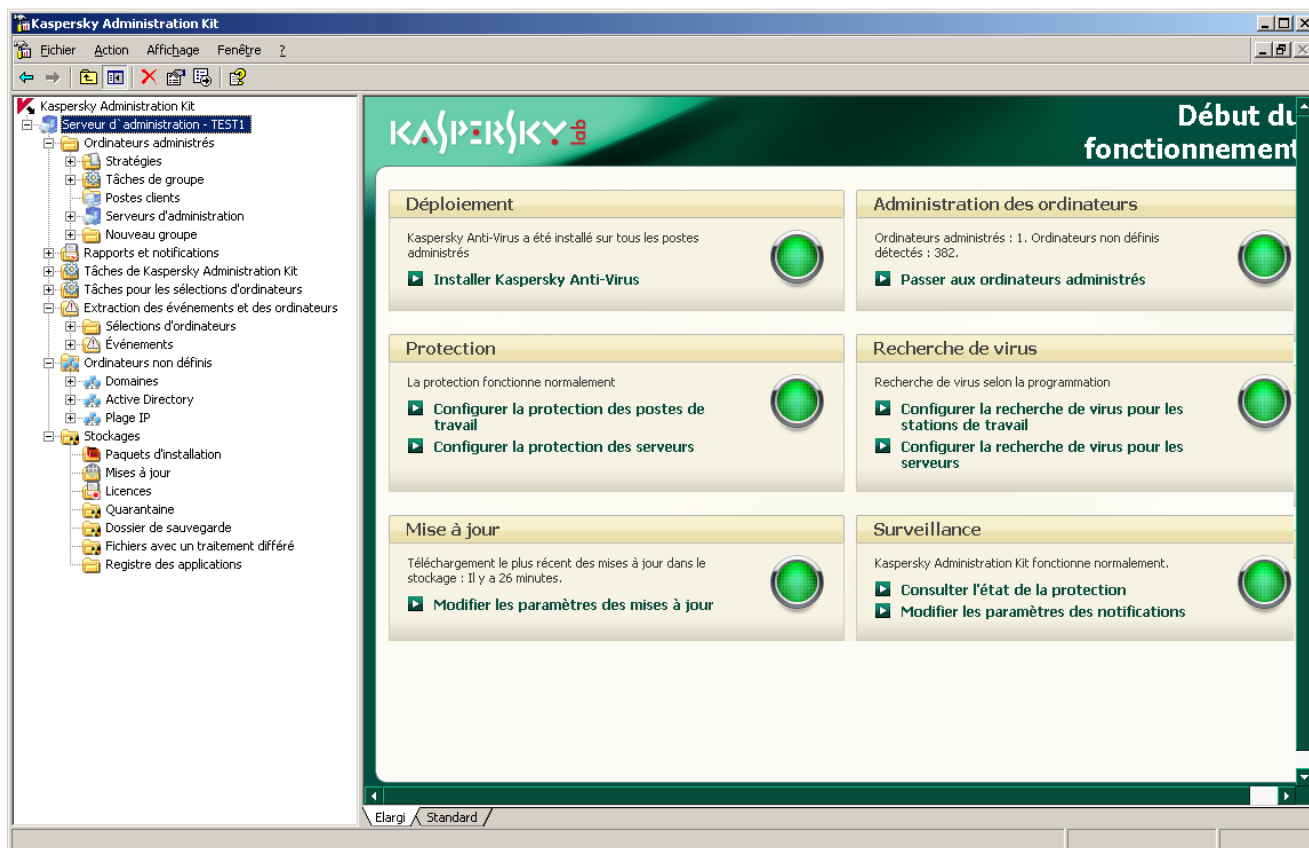 Kaspersky Administration Kit
Fichier Action Affichage Fenêtre ?
Kaspersky Administration Kit
Serveur d`administration - TEST1
Ordinateurs administrés
Stratégies
Tâches de groupe
Postes clients
Serveurs d'administration
Nouveau groupe
Rapports et notifications
Tâches de Kaspersky Administration Kit
Tâches pour les sélections d'ordinateurs
Extraction des événements et des ordinateurs
Sélections d'ordinateurs
Événements
Ordinateurs non définis
Domaines
Active Directory
Plage IP
Stockages
Paquets d'installation
Mises à jour
Licences
Quarantaine
Dossier de sauvegarde
Fichiers avec un traitement différé
Registre des applications
KASPERSKY lab
Début du
fonctionnement
Déploiement
Kaspersky Anti-Virus a été installé sur tous les postes
administrés
Installer Kaspersky Anti-Virus
Administration des ordinateurs
Ordinateurs administrés : 1. Ordinateurs non définis
détectés : 382.
Passer aux ordinateurs administrés
Protection
La protection fonctionne normalement
Configurer la protection des postes de
travail
Configurer la protection des serveurs
Recherche de virus
Recherche de virus selon la programmation
Configurer la recherche de virus pour les
stations de travail
Configurer la recherche de virus pour les
serveurs
Mise à jour
Téléchargement le plus récent des mises à jour dans le
stockage : Il y a 26 minutes.
Modifier les paramètres des mises à jour
Surveillance
Kaspersky Administration Kit fonctionne normalement.
Consulter l'état de la protection
Modifier les paramètres des notifications
Elargi Standard